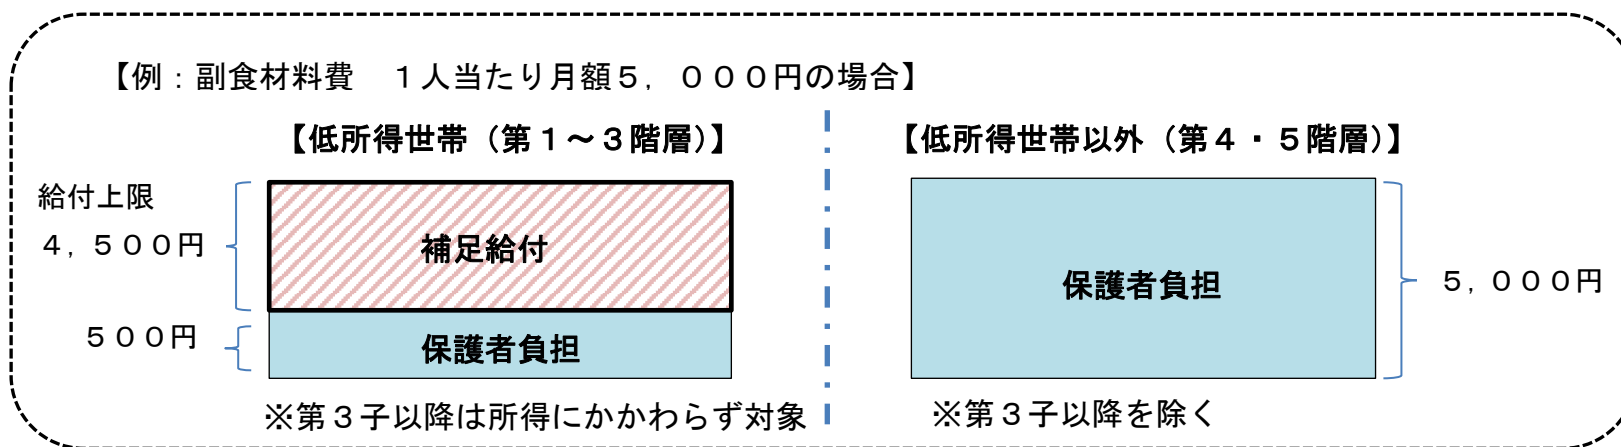 【例：副食材料費　１人当たり月額５，０００円の場合】
【低所得世帯（第１～３階層）】
給付上限
４，５００円
補足給付
５００円
保護者負担
※第３子以降は所得にかかわらず対象
【低所得世帯以外（第４・５階層）】
保護者負担
５，０００円
※第３子以降を除く